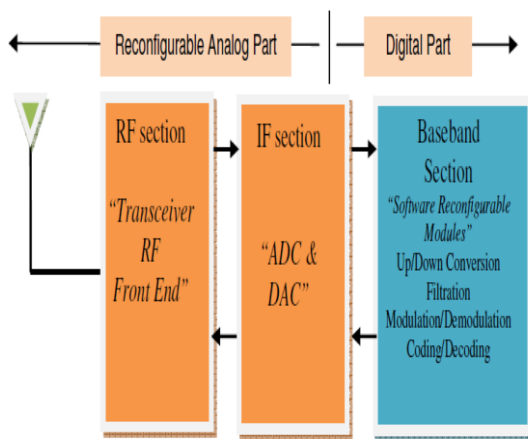 Reconfigurable Analog Part
Digital Part
RF section
“Transceiver
RF
Front End”
IF section
“ADC &
DAC”
Baseband
Section
“Software Reconfigurable
Modules”
Up/Down Conversion
Filtration
Modulation/Demodulation
Coding/Decoding